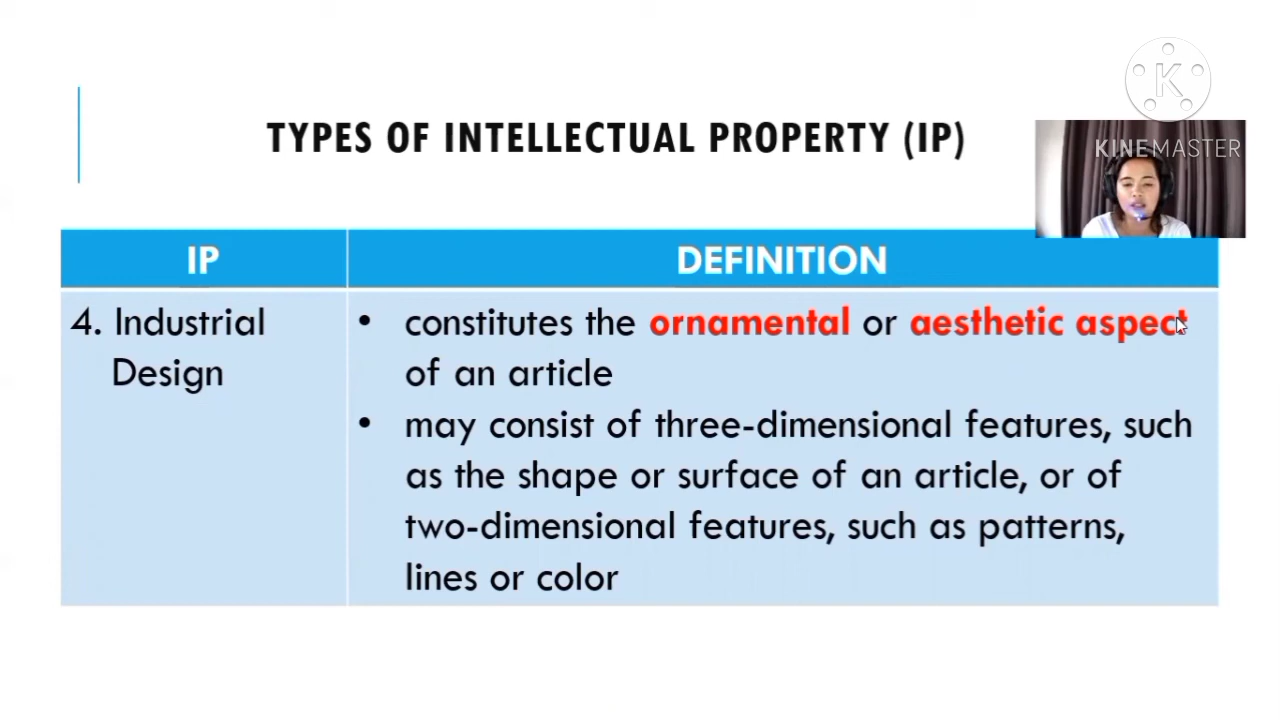 K
KINEMASTER
TYPES OF INTELLECTUAL PROPERTY (IP)
IP
DEFINITION
4. Industrial
Design
• constitutes the ornamental or aesthetic aspect
of an article
• may consist of three-dimensional features, such
as the shape or surface of an article, or of
two-dimensional features, such as patterns,
lines or color